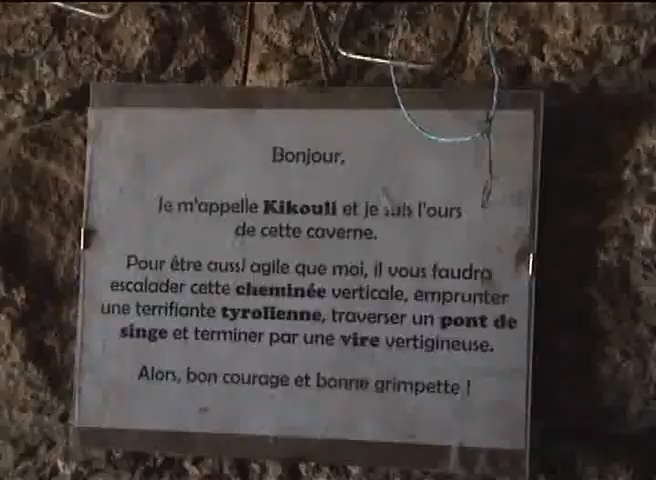 Bonjour,
Je m'appelle Kikouli et je suis l'ours
de cette caverne.
Pour être aussi agile que moi, il vous faudra
escalader cette cheminée verticale, emprunter
une terrifiante tyrolienne, traverser un pont de
singe et terminer par une vire vertigineuse.
Alors, bon courage et bonne grimpette !